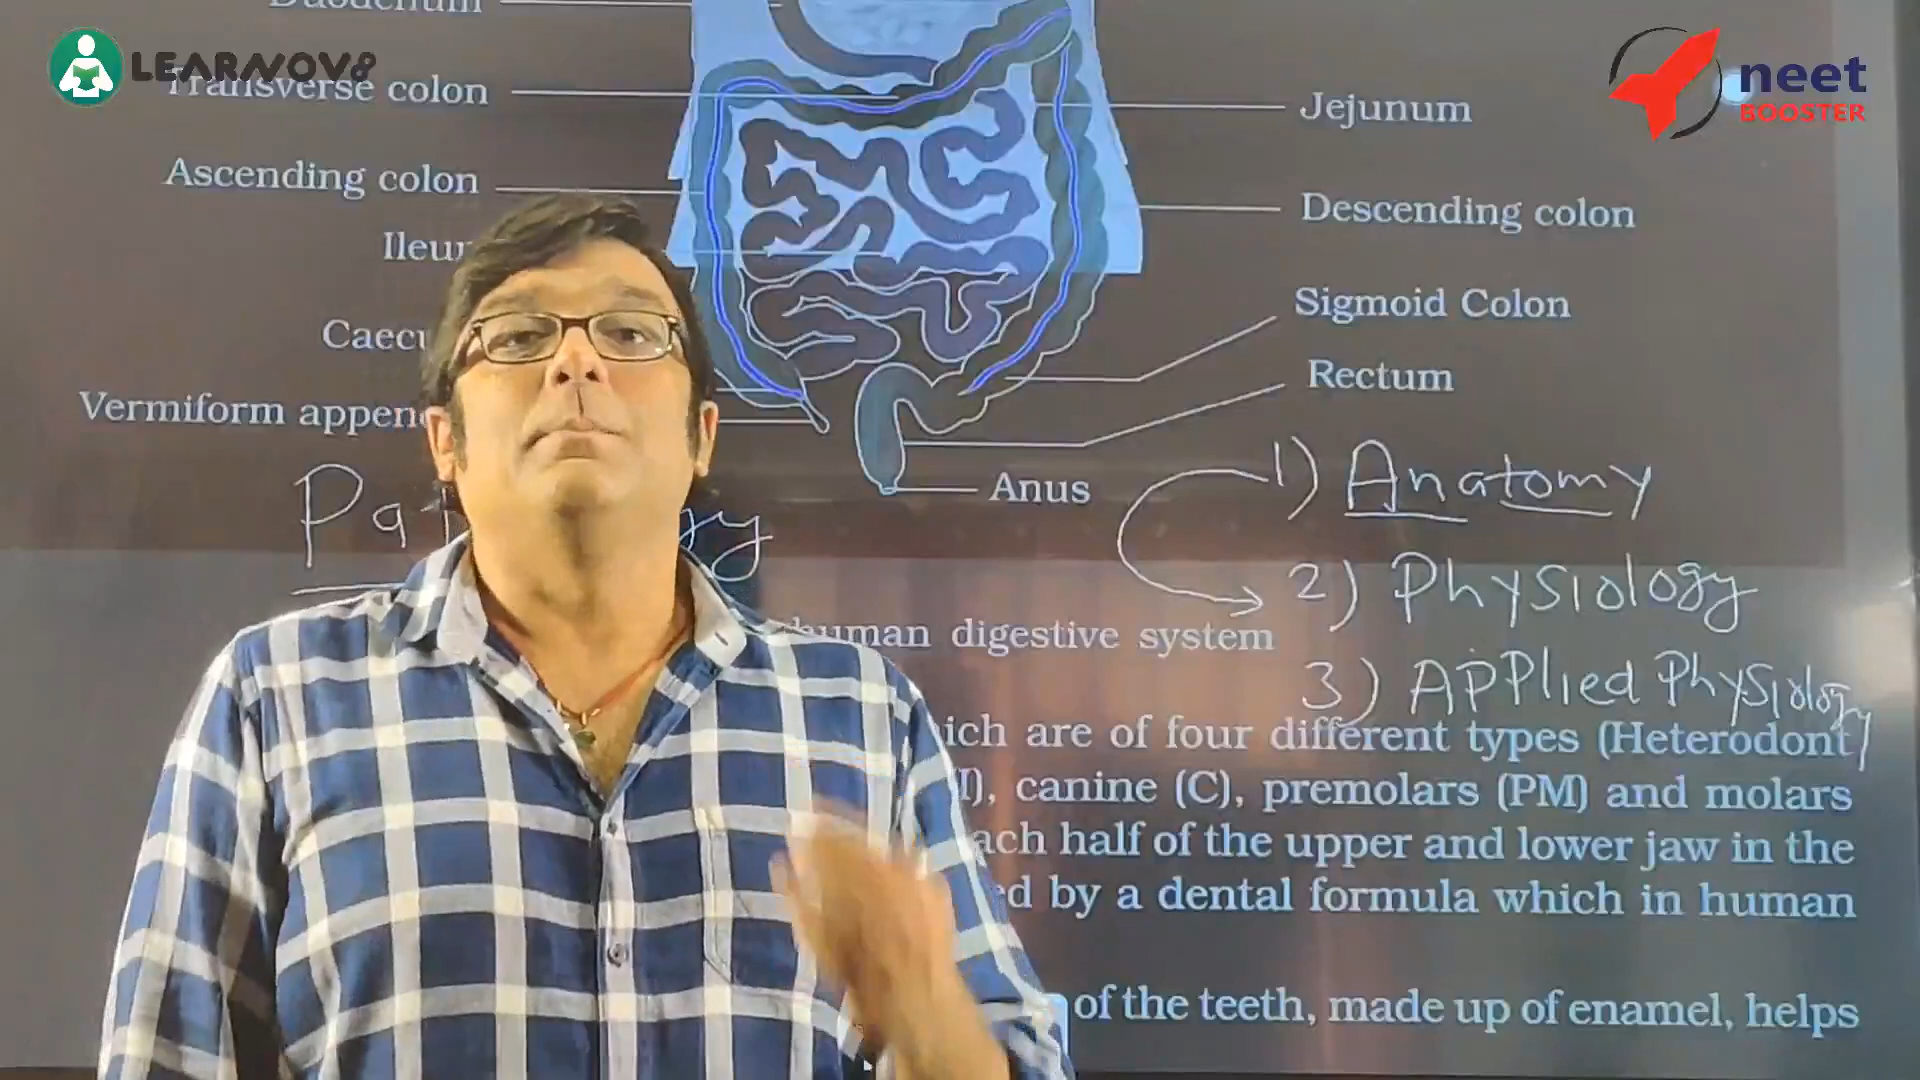 LEARNOV8
neet
BOOSTER
Transverse colon
Jejunum
Ascending colon
Descending colon
Sigmoid Colon
Rectum
Vermiform
Anus
1) Anatomy
2) Physiology
3) Applied Physiology
human digestive system
are of four different types (Heterodont)
(I), canine (C), premolars (PM) and molars
half of the upper and lower jaw in the
by a dental formula which in human
of the teeth, made up of enamel, helps